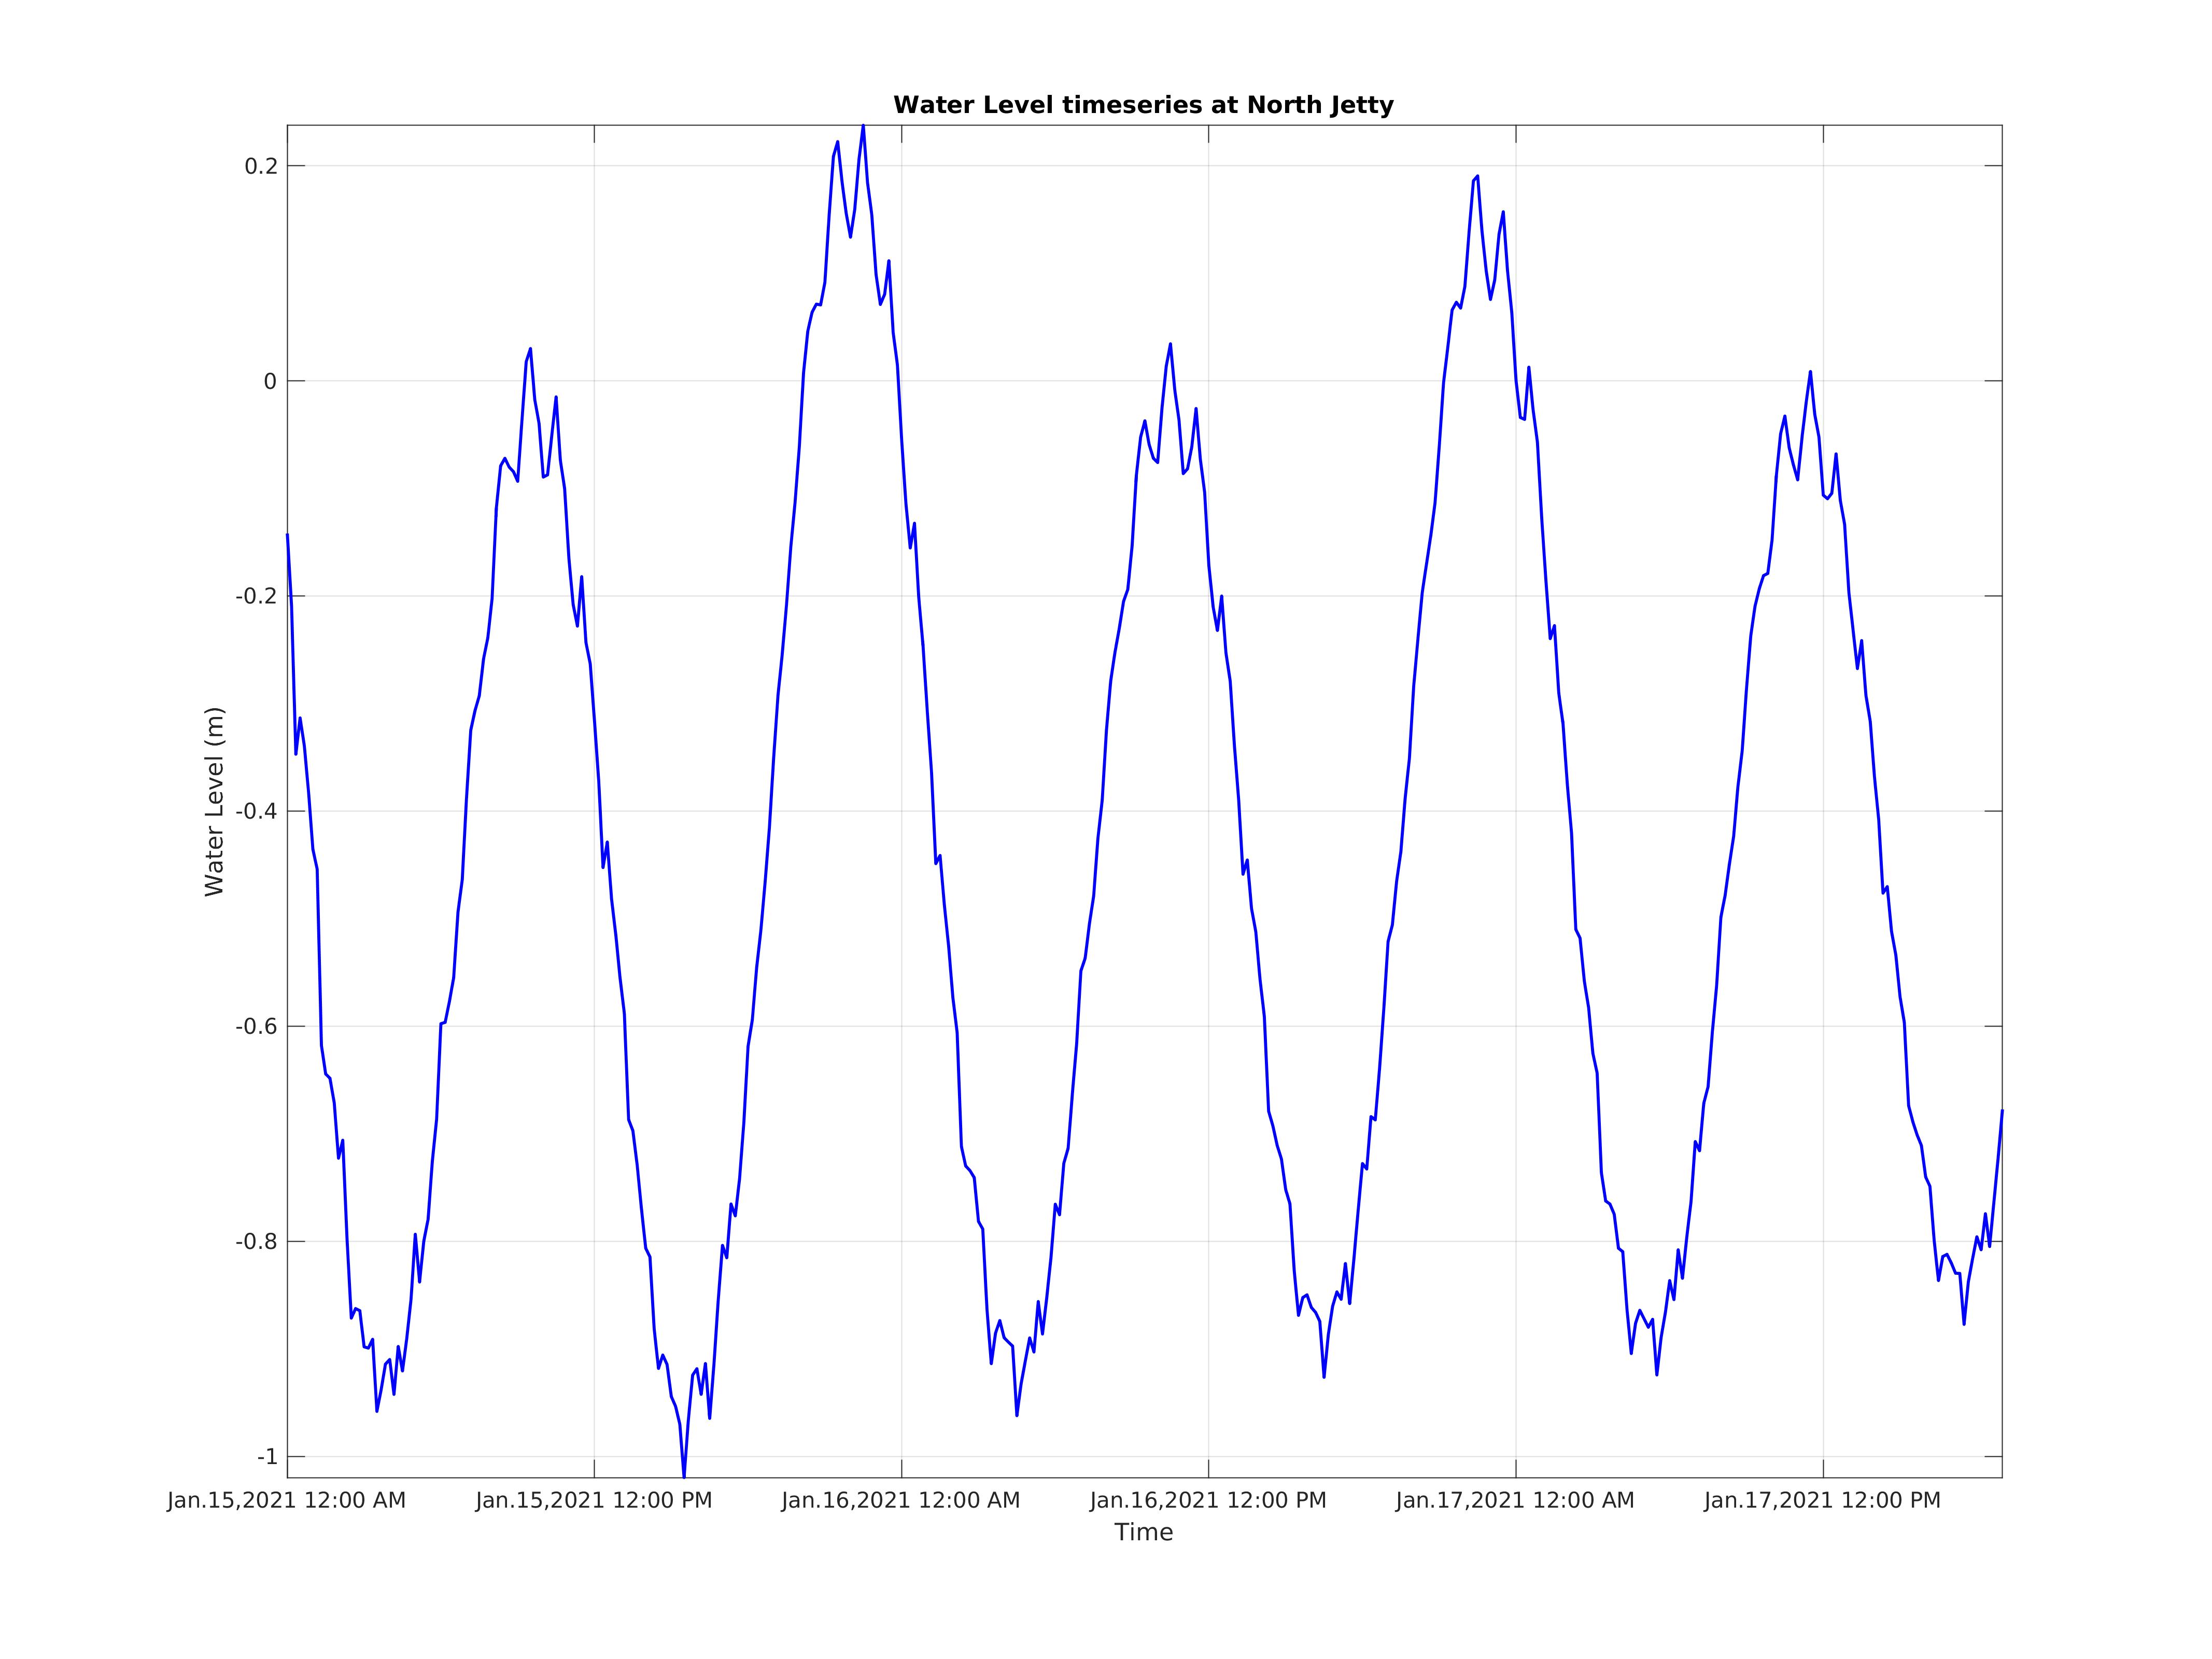 Water Level timeseries at North Jetty
0.2
0
-0.2
-0.4
-0.6
-0.8
-1
Water Level (m)
Jan.15,2021 12:00 AM
Jan.15,2021 12:00 PM
Jan.16,2021 12:00 AM
Jan.16,2021 12:00 PM
Jan.17,2021 12:00 AM
Jan.17,2021 12:00 PM
Time